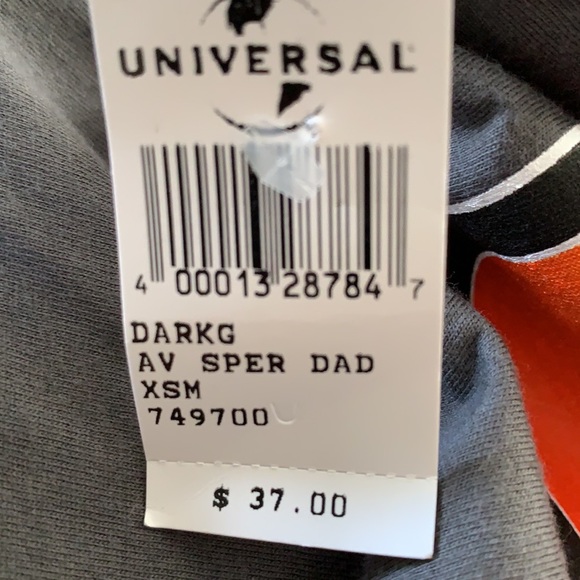 UNIVERSAL
4 00013 28784 7
DARKG
AV SPER DAD
XSM
749700
$ 37.00